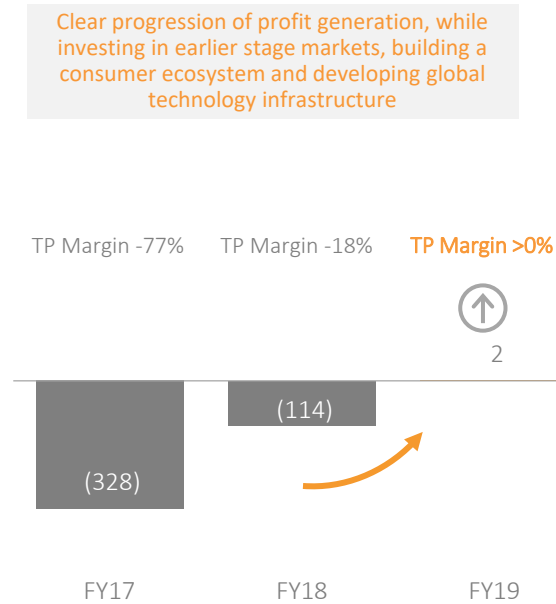 Clear progression of profit generation, while
investing in earlier stage markets, building a
consumer ecosystem and developing global
technology infrastructure
TP Margin -77%
TP Margin -18%
TP Margin >0%
2
(114)
(328)
FY17
FY18
FY19